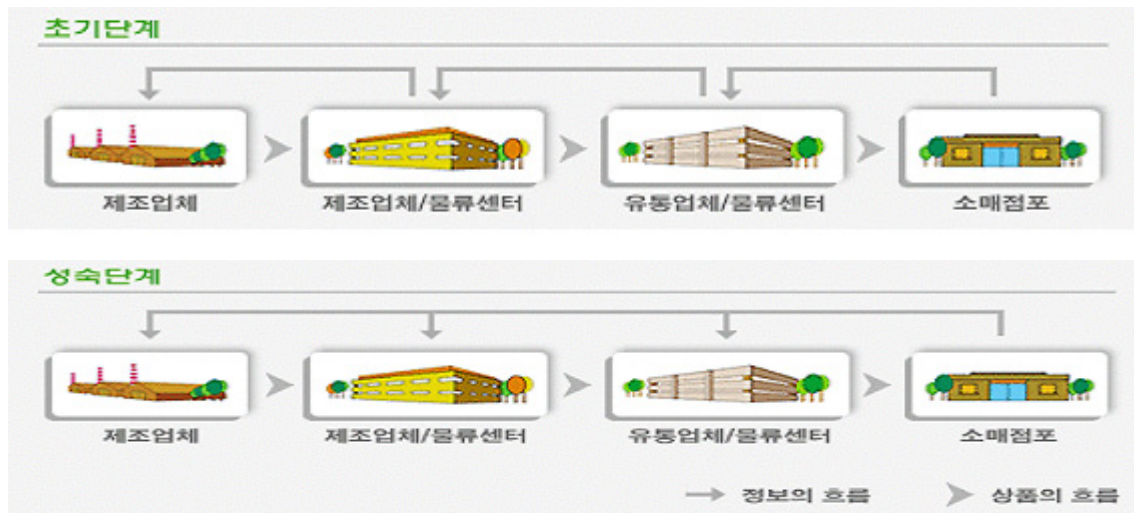 초기단계
제조업체 제조업체/물류센터 유통업체/물류센터 소매점포
성숙단계
제조업체 제조업체/물류센터 유통업체/물류센터 소매점포
정보의 흐름 상품의 흐름